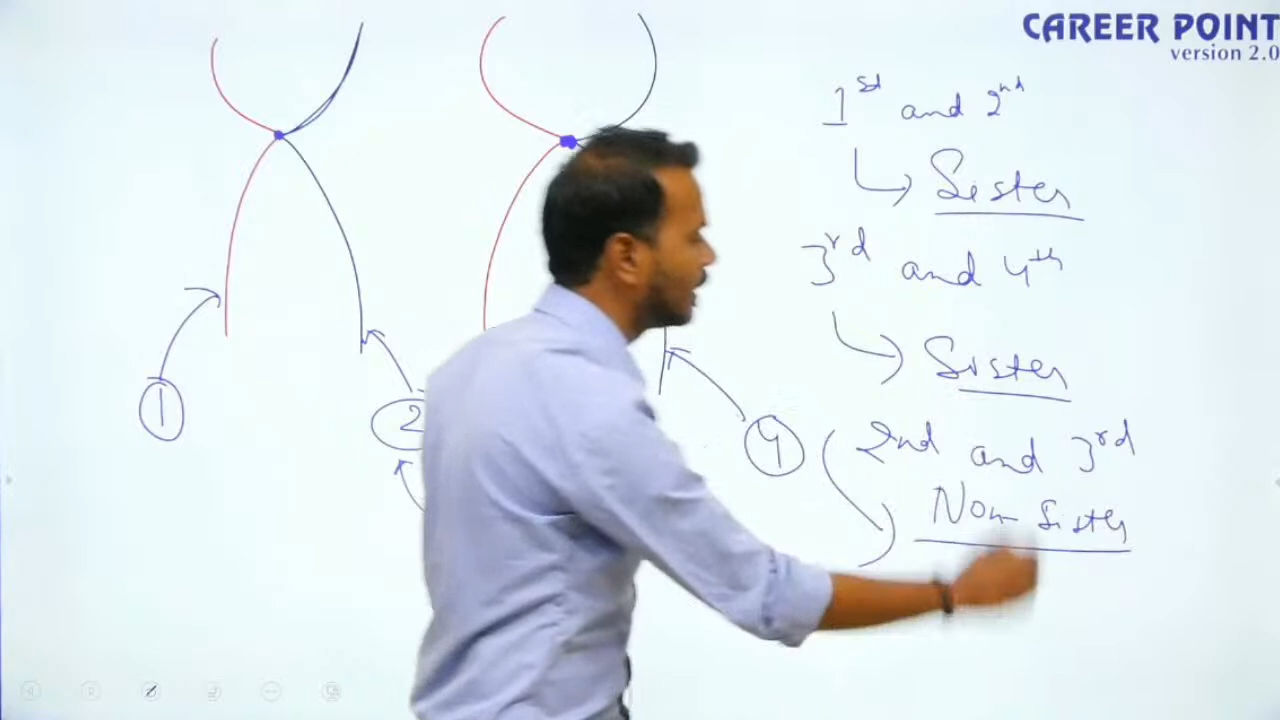 CAREER POINT
version 2.0
1st and 2nd
Sister
3rd and 4th
Sister
2nd and 3rd
Non Sister
1
2
4